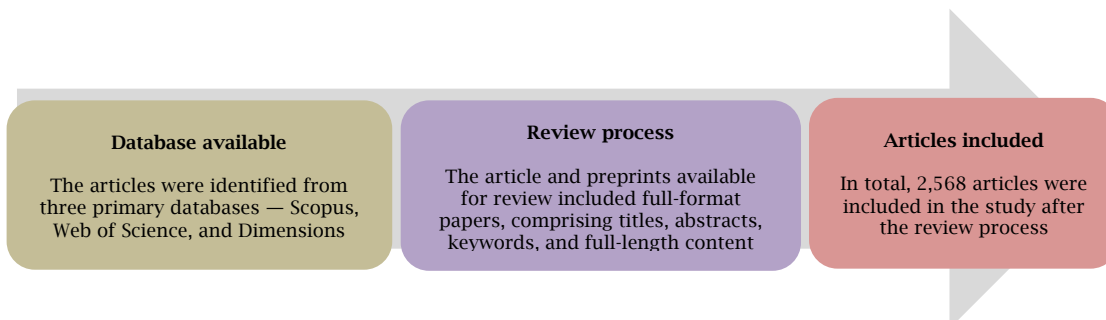 Database available
The articles were identified from
three primary databases — Scopus,
Web of Science, and Dimensions
Review process
The article and preprints available
for review included full-format
papers, comprising titles, abstracts,
keywords, and full-length content
Articles included
In total, 2,568 articles were
included in the study after
the review process